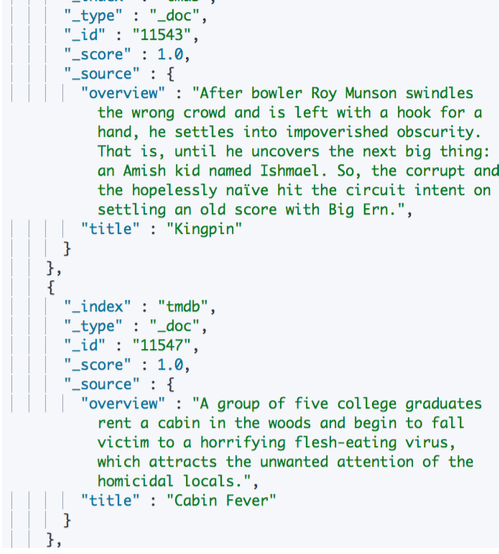 "_type" : "_doc",
"_id" : "11543",
"_score" : 1.0,
"_source" : {
"overview" : "After bowler Roy Munson swindles
the wrong crowd and is left with a hook for a
hand, he settles into impoverished obscurity.
That is, until he uncovers the next big thing:
an Amish kid named Ishmael. So, the corrupt and
the hopelessly naïve hit the circuit intent on
settling an old score with Big Ern.",
"title" : "Kingpin"
}
},
{
"_index" : "tmdb",
"_type" : "_doc",
"_id" : "11547",
"_score" : 1.0,
"_source" : {
"overview" : "A group of five college graduates
rent a cabin in the woods and begin to fall
victim to a horrifying flesh-eating virus,
which attracts the unwanted attention of the
homicidal locals.",
"title" : "Cabin Fever"
}
},